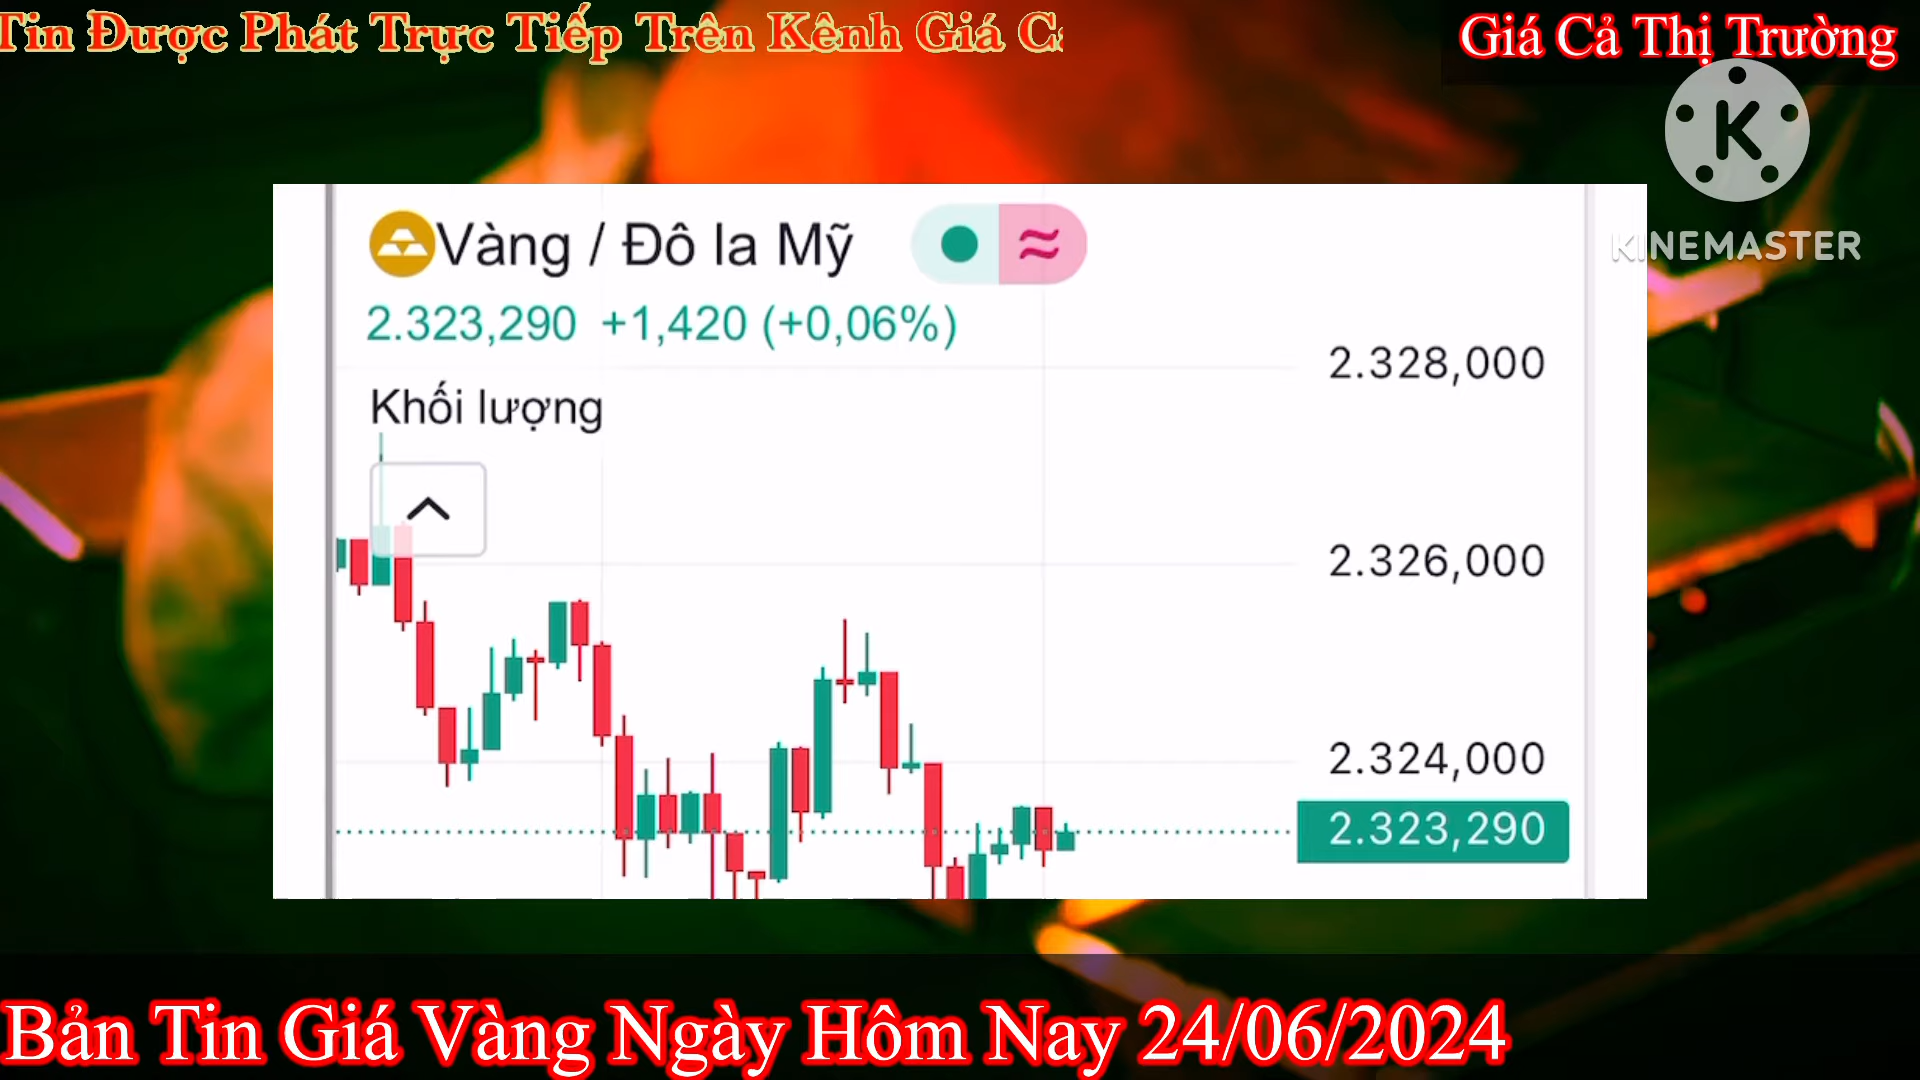 Tin Được Phát Trực Tiếp Trên Kênh Giá
Giá Cả Thị Trường
K
KINEMASTER
Vàng / Đô la Mỹ
2.323,290 +1,420 (+0,06%)
Khối lượng
2.328,000
2.326,000
2.324,000
2.323,290
Bản Tin Giá Vàng Ngày Hôm Nay 24/06/2024